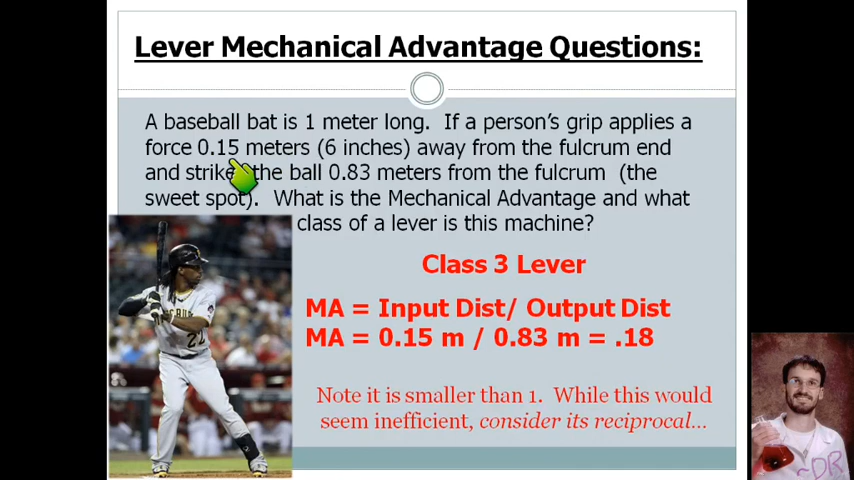 Lever Mechanical Advantage Questions:
A baseball bat is 1 meter long. If a person's grip applies a
force 0.15 meters (6 inches) away from the fulcrum end
and strike the ball 0.83 meters from the fulcrum (the
sweet spot). What is the Mechanical Advantage and what
class of a lever is this machine?
Class 3 Lever
MA = Input Dist/ Output Dist
MA = 0.15 m / 0.83 m = .18
Note it is smaller than 1. While this would
seem inefficient, consider its reciprocal...
22
~DR